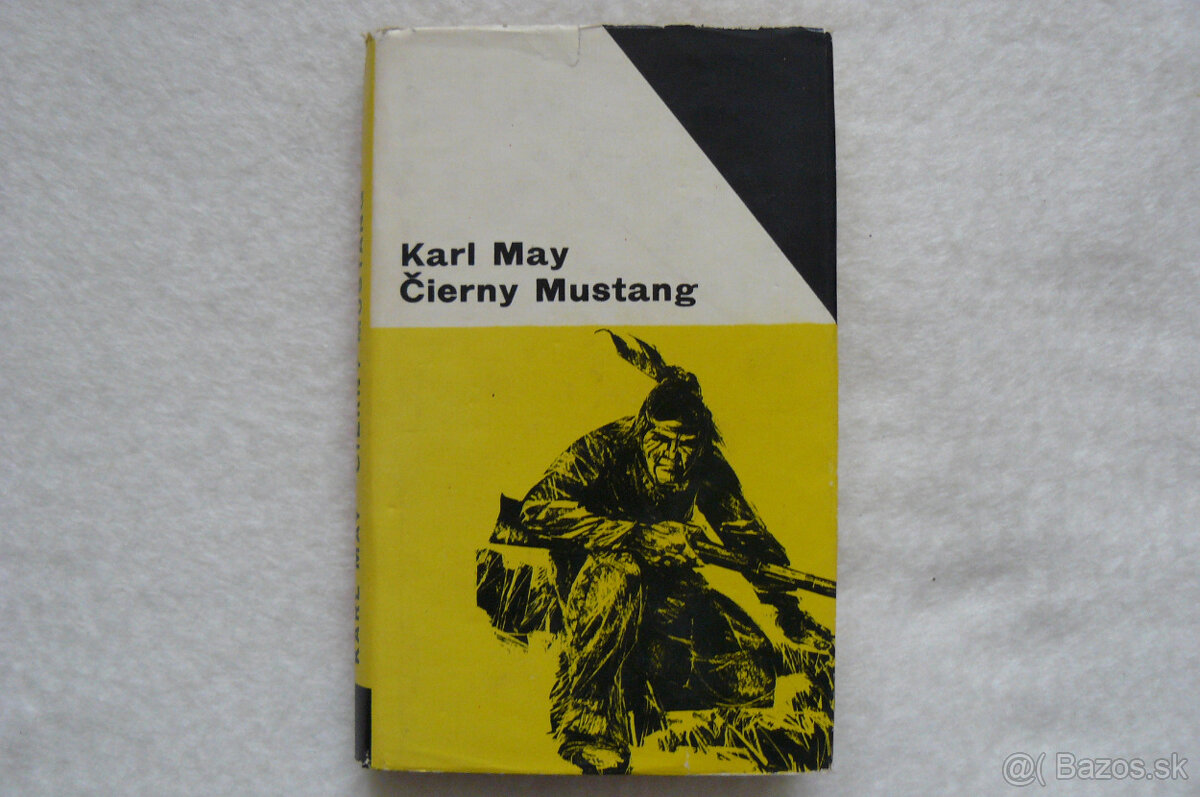 Karl May
Čierny Mustang
KARL MAY ČIERNY MUSTANG
@( Bazos.sk